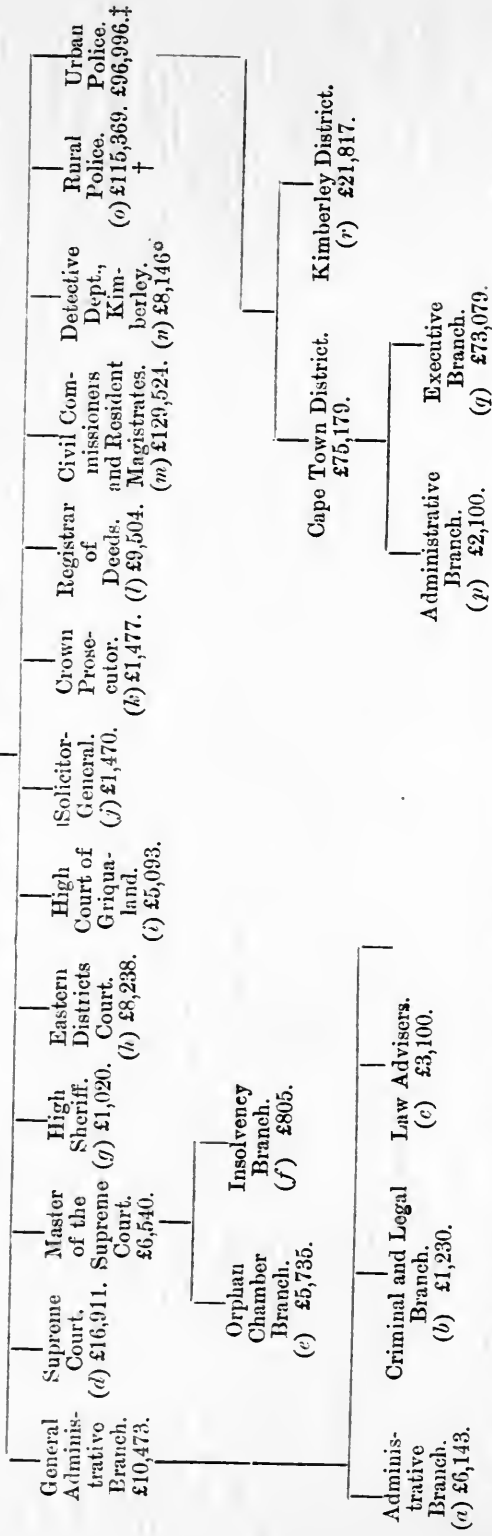 General
Adminis-
trative
Branch.
£10,473.
Supreme
Court.
(d) £16,911.
Master
of the
Supreme
Court.
£6,540.
High
Sheriff.
(g) £1,020.
Eastern
Districts
Court.
(h) £8,238.
High
Court of
Griqua-
land.
(i) £5,093.
Solicitor-
General.
(j) £1,470.
Crown
Prose-
cutor.
(k) £1,477.
Registrar
of
Deeds.
(l) £9,504.
Civil Com-
missioners
and Resident
Magistrates.
(m) £129,524.
Detective
Dept.,
Kim-
berley.
(n) £8,146°
Rural
Police.
(o) £115,369.
†
Urban
Police.
£96,996.‡
Orphan
Chamber
Branch.
(e) £5,735.
Insolvency
Branch.
(f) £805.
Cape Town District.
£75,179.
Kimberley District.
(r) £21,817.
Adminis-
trative
Branch.
(a) £6,143.
Criminal and Legal
Branch.
(b) £1,230.
Law Advisers.
(c) £3,100.
Administrative
Branch.
(p) £2,100.
Executive
Branch.
(q) £73,079.